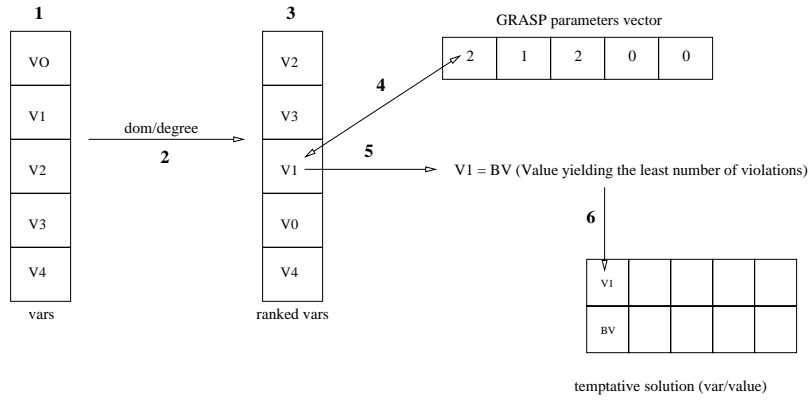 1
3
GRASP parameters vector
VO
V1
V2
V3
V4
vars
dom/degree
2
V2
V3
V1
V0
V4
ranked vars
2 1 2 0 0
4
5
V1 = BV (Value yielding the least number of violations)
6
V1
BV
temptative solution (var/value)